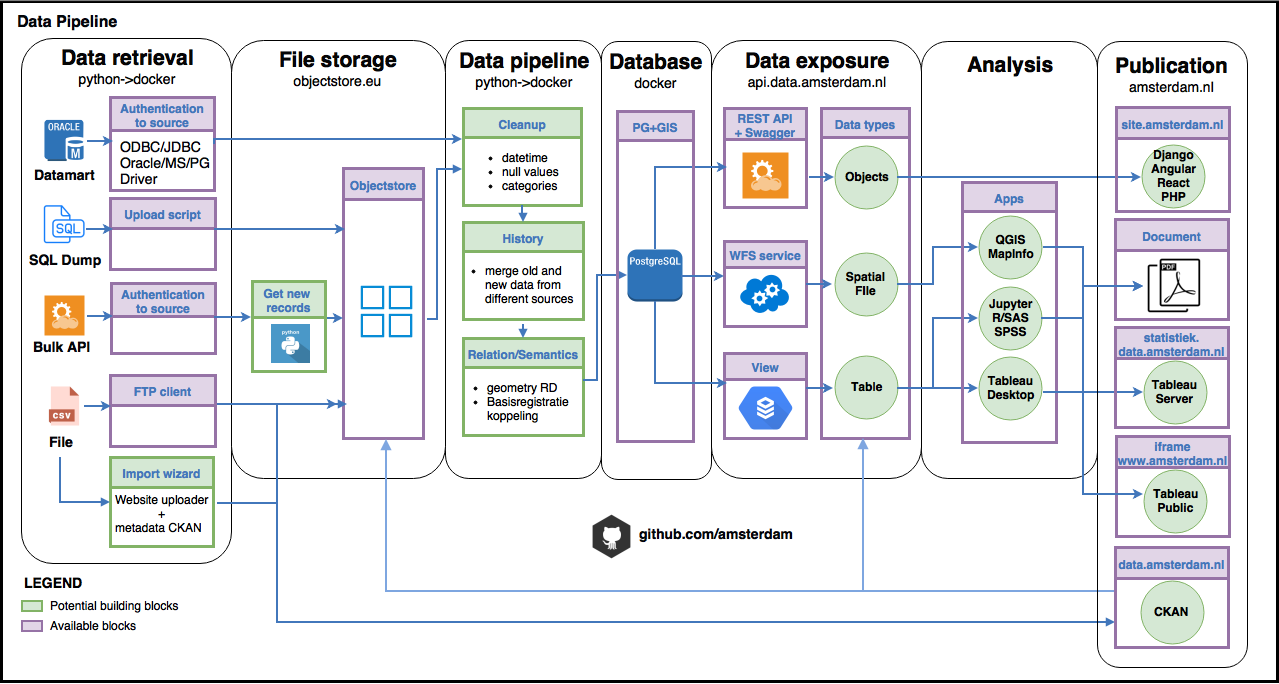 Data Pipeline
Data retrieval
python->docker
ORACLE
M
Datamart
Authentication
to source
ODBC/JDBC
Oracle/MS/PG
Driver
SQL
SQL Dump
Upload script
Bulk API
Authentication
to source
CSV
File
FTP client
Import wizard
Website uploader
+
metadata CKAN
File storage
objectstore.eu
Get new
records
python
Objectstore
Data pipeline
python->docker
Cleanup
• datetime
• null values
• categories
History
• merge old and
new data from
different sources
Relation/Semantics
• geometry RD
• Basisregistratie
koppeling
Database
docker
PG+GIS
PostgreSQL
Data exposure
api.data.amsterdam.nl
REST API
+ Swagger
WFS service
View
Data types
Objects
Spatial
FIle
Table
Analysis
Apps
QGIS
MapInfo
Jupyter
R/SAS
SPSS
Tableau
Desktop
Publication
amsterdam.nl
site.amsterdam.nl
Django
Angular
React
PHP
Document
PDF
statistiek.
data.amsterdam.nl
Tableau
Server
iframe
www.amsterdam.nl
Tableau
Public
data.amsterdam.nl
CKAN
github.com/amsterdam
LEGEND
Potential building blocks
Available blocks